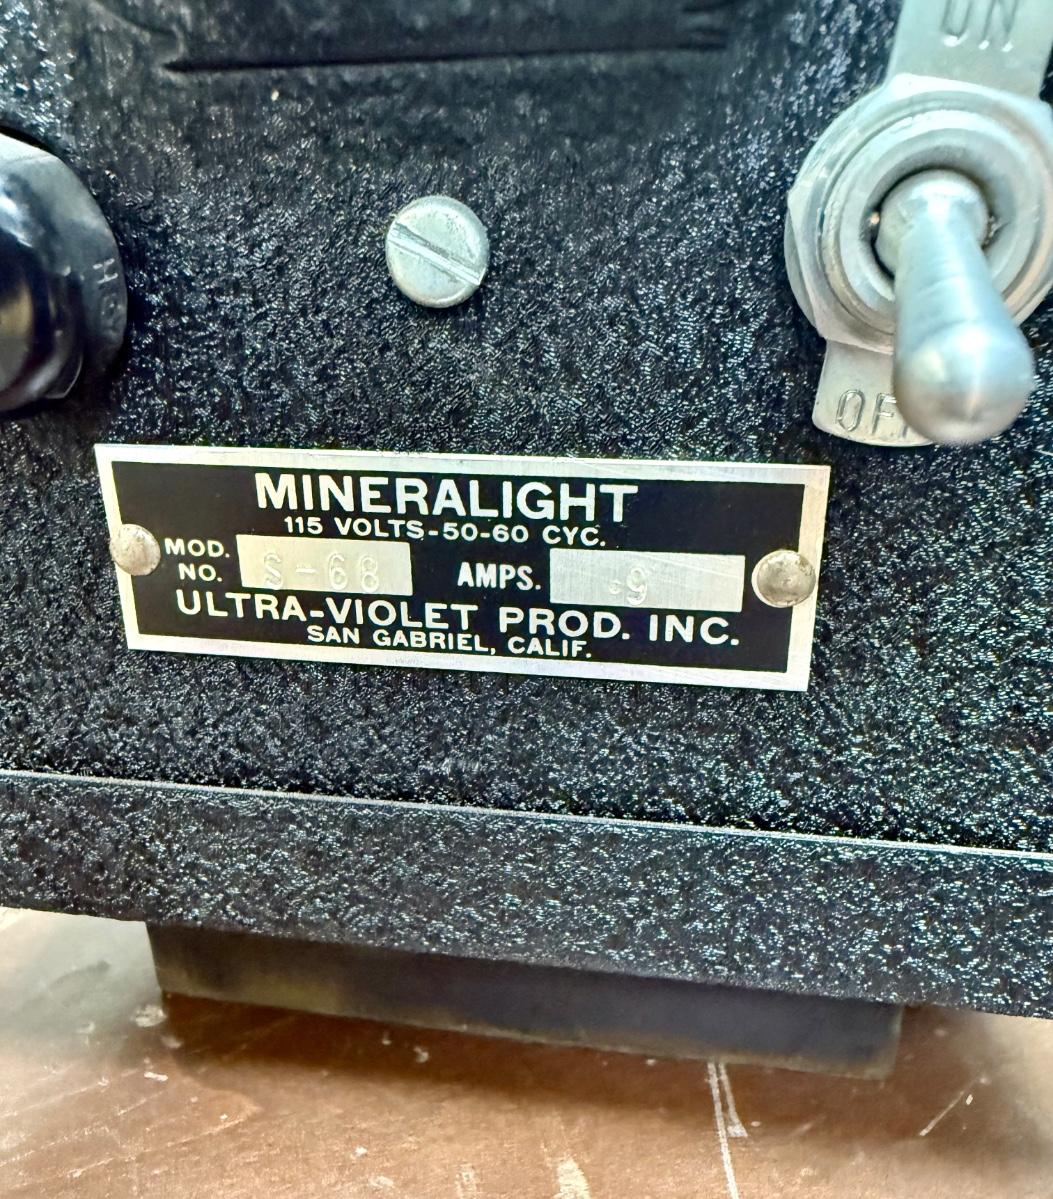 ON
OFF
MINERALIGHT
115 VOLTS-50-60 CYC.
MOD. NO. S-68 AMPS. .9
ULTRA-VIOLET PROD. INC.
SAN GABRIEL, CALIF.